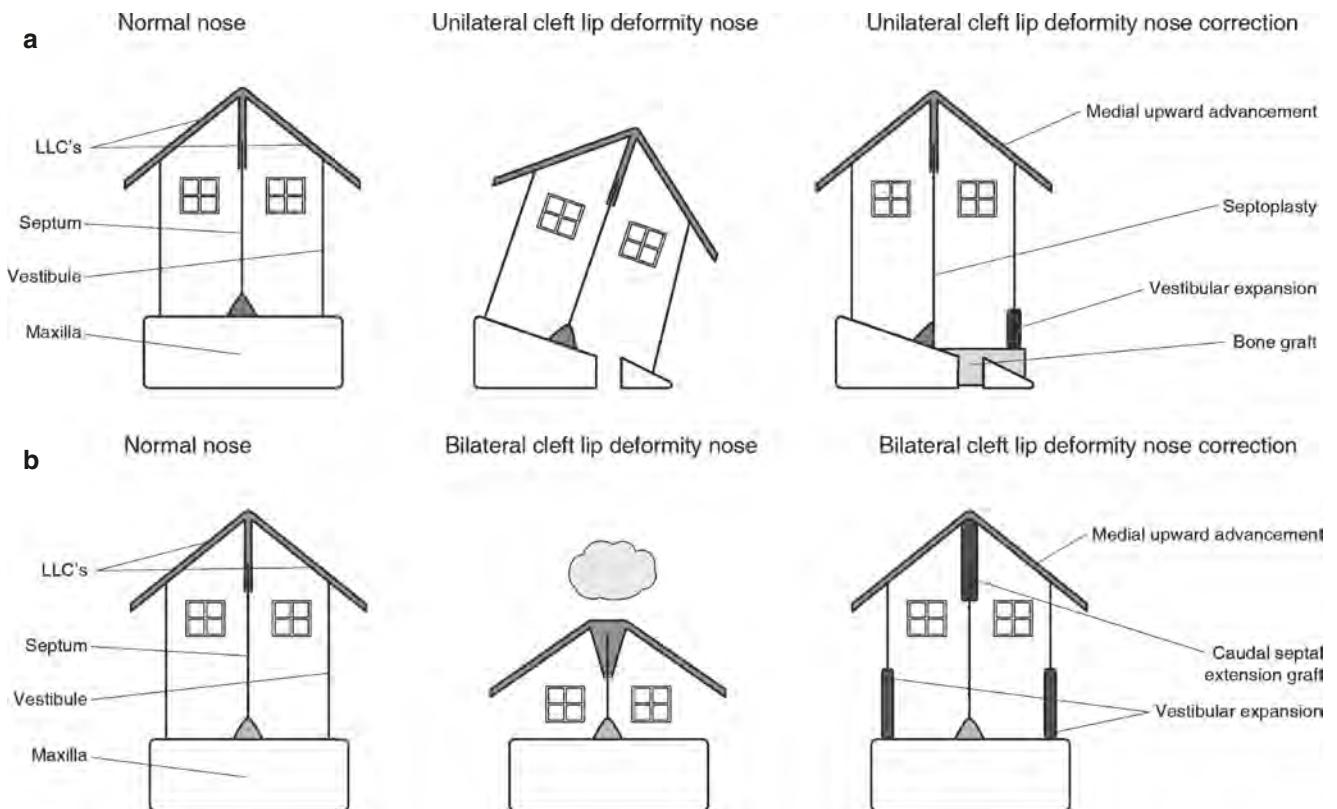 Normal nose
Unilateral cleft lip deformity nose
Unilateral cleft lip deformity nose correction
a
LLC's
Septum
Vestibule
Maxilla
Medial upward advancement
Septoplasty
Vestibular expansion
Bone graft
Normal nose
Bilateral cleft lip deformity nose
Bilateral cleft lip deformity nose correction
b
LLC's
Septum
Vestibule
Maxilla
Medial upward advancement
Caudal septal
extension graft
Vestibular expansion